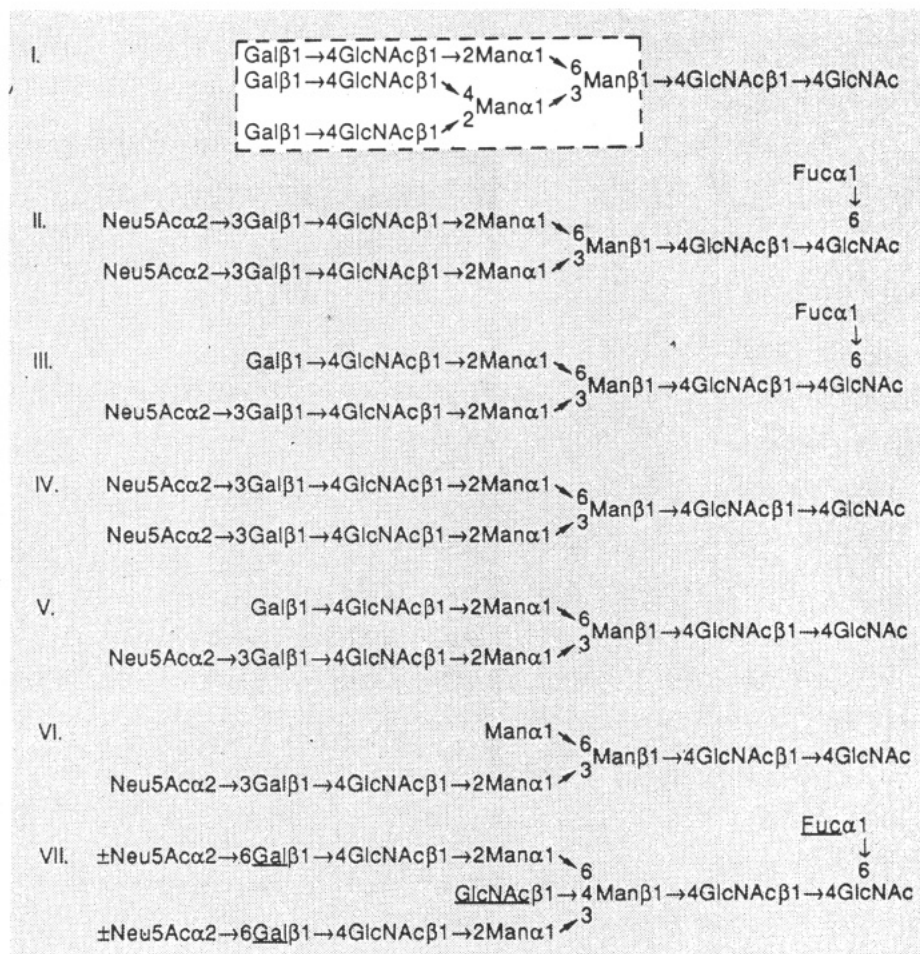 I.
Galβ1→4GlcNAcβ1→2Manα1
Galβ1→4GlcNAcβ1
6
4
Manβ1→4GlcNAcβ1→4GlcNAc
Manα1
3
2
Galβ1→4GlcNAcβ1
Fucα1
↓
II. Neu5Acα2→3Galβ1→4GlcNAcβ1→2Manα1
6
6
Manβ1→4GlcNAcβ1→4GlcNAc
3
Neu5Acα2→3Galβ1→4GlcNAcβ1→2Manα1
Fucα1
↓
III. Galβ1→4GlcNAcβ1→2Manα1
6
6
Manβ1→4GlcNAcβ1→4GlcNAc
3
Neu5Acα2→3Galβ1→4GlcNAcβ1→2Manα1
IV. Neu5Acα2→3Galβ1→4GlcNAcβ1→2Manα1
6
Manβ1→4GlcNAcβ1→4GlcNAc
3
Neu5Acα2→3Galβ1→4GlcNAcβ1→2Manα1
V. Galβ1→4GlcNAcβ1→2Manα1
6
Manβ1→4GlcNAcβ1→4GlcNAc
3
Neu5Acα2→3Galβ1→4GlcNAcβ1→2Manα1
VI. Manα1
6
Manβ1→4GlcNAcβ1→4GlcNAc
3
Neu5Acα2→3Galβ1→4GlcNAcβ1→2Manα1
Fucα1
↓
VII. ±Neu5Acα2→6Galβ1→4GlcNAcβ1→2Manα1
6
6
GlcNAcβ1→4Manβ1→4GlcNAcβ1→4GlcNAc
3
±Neu5Acα2→6Galβ1→4GlcNAcβ1→2Manα1